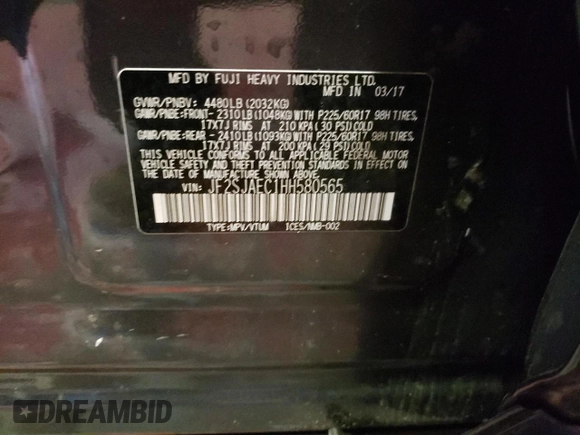 MFD BY FUJI HEAVY INDUSTRIES LTD.
MFD IN 03/17
GVWR/PNBV: 4480LB(2032KG)
GAWR/PNBE:FRONT- 2310LB(1048KG)WITH P225/60R17 98H TIRES,
17X7J RIMS AT 210 KPA(30 PSI)COLD
GAWR/PNBE:REAR - 2410LB(1093KG)WITH P225/60R17 98H TIRES,
17X7J RIMS AT 200 KPA(29 PSI)COLD
THIS VEHICLE CONFORMS TO ALL APPLICABLE FEDERAL MOTOR
VEHICLE SAFETY AND THEFT PREVENTION STANDARDS IN EFFECT ON
THE DATE OF MANUFACTURE SHOWN ABOVE.
VIN: JF2SJAEC1HH580565
TYPE:MPV/VTUM ICES/NMB-002
DREAMBID